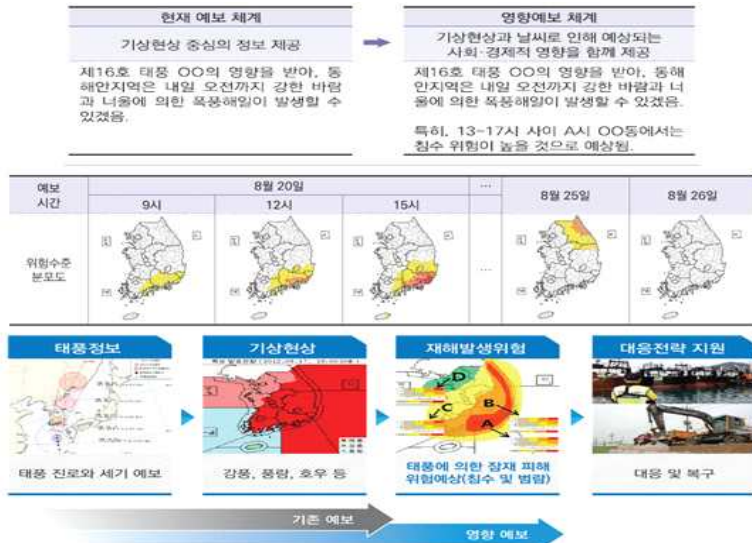 현재 예보 체계
기상현상 중심의 정보 제공
제16호 태풍 OO의 영향을 받아, 동
해안지역은 내일 오전까지 강한 바람
과 너울에 의한 폭풍해일이 발생할 수
있겠음.
영향예보 체계
기상현상과 날씨로 인해 예상되는
사회·경제적 영향을 함께 제공
제16호 태풍 OO의 영향을 받아, 동해
안지역은 내일 오전까지 강한 바람과 너
울에 의한 폭풍해일이 발생할 수 있겠음.
특히, 13-17시 사이 A시 OO동에서는
침수 위험이 높을 것으로 예상됨.
예보
시간
8월 20일
...
8월 25일
8월 26일
9시
12시
15시
위험수준
분포도
...
태풍정보
기상현상
재해발생위험
대응전략 지원
D
C
B
A
태풍 진로와 세기 예보
강풍, 풍랑, 호우 등
태풍에 의한 잠재 피해
위험예상(침수 및 범람)
대응 및 복구
기존 예보
영향 예보